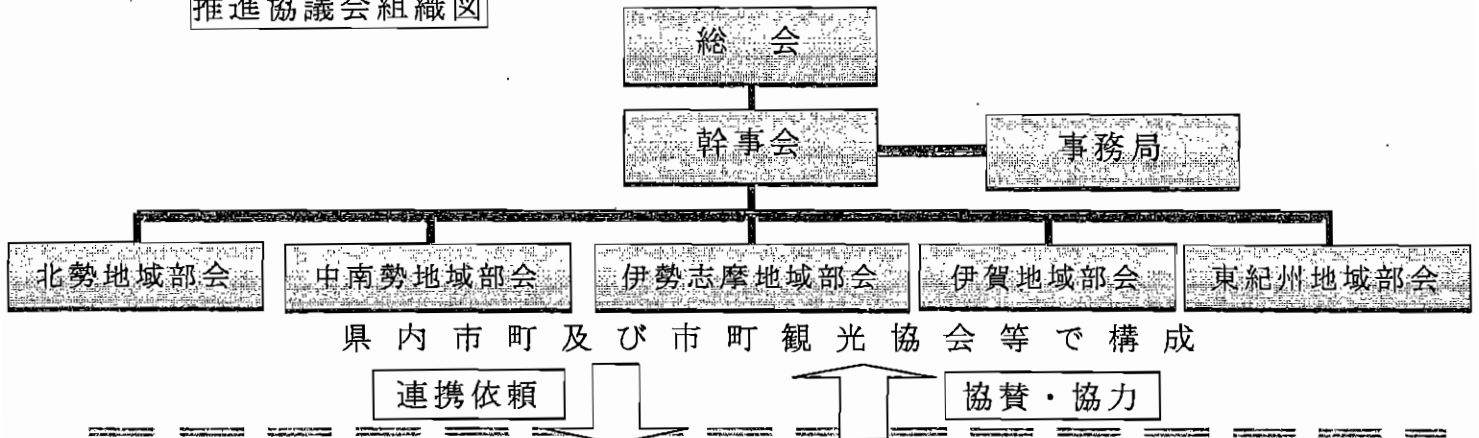 推進協議会組織図
総　会
幹事会
事務局
北勢地域部会
中南勢地域部会
伊勢志摩地域部会
伊賀地域部会
東紀州地域部会
県内市町及び市町観光協会等で構成
連携依頼
協賛・協力